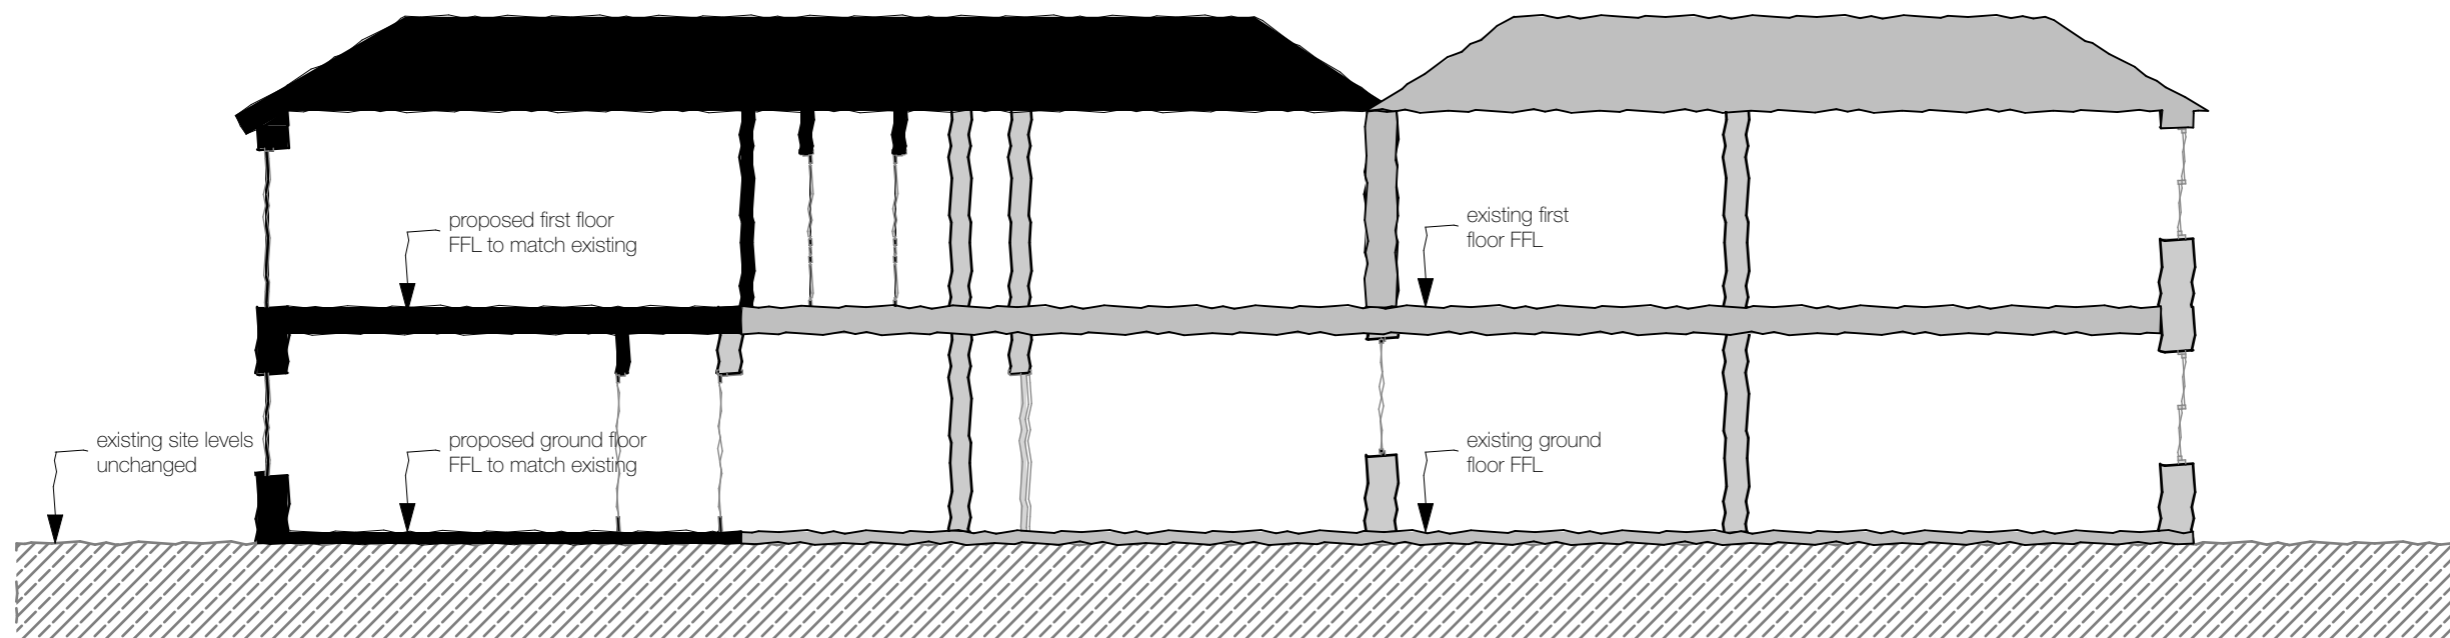 proposed first floor
FFL to match existing
existing first
floor FFL
existing site levels
unchanged
proposed ground floor
FFL to match existing
existing ground
floor FFL